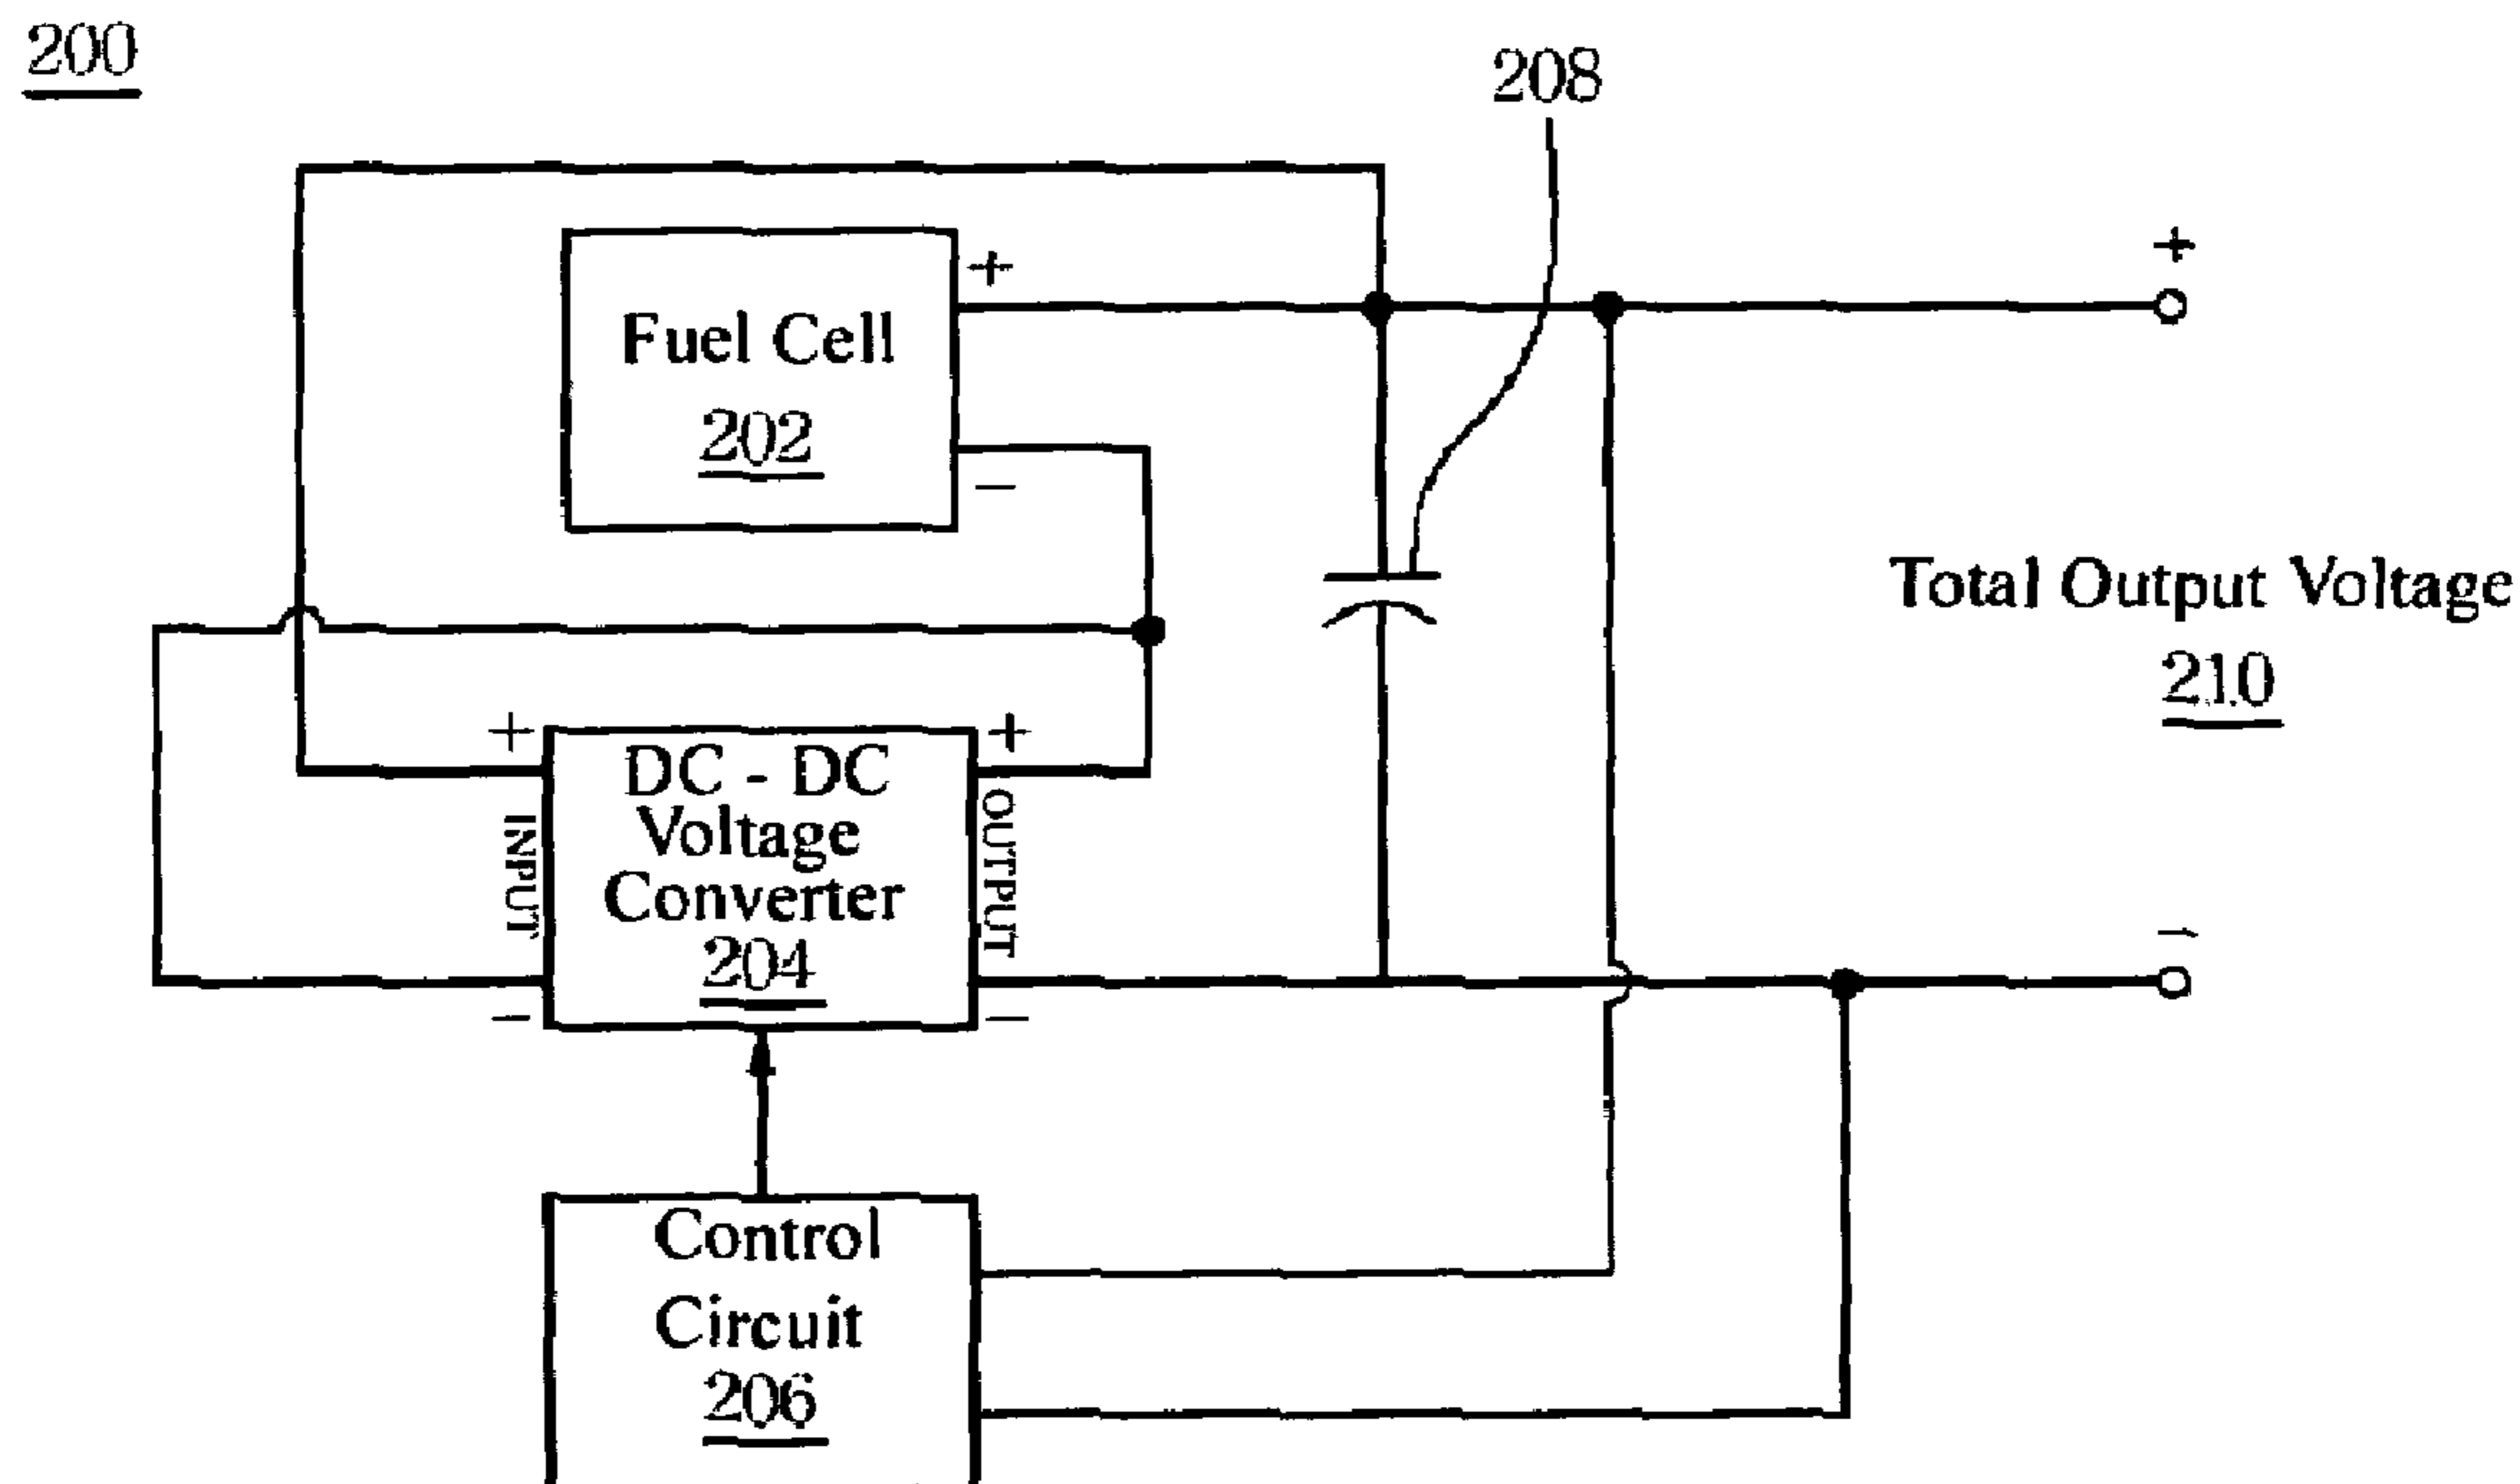 200
208
+
+
Fuel Cell
202
−
Total Output Voltage
210
+
+
DC - DC
Voltage
Converter
204
INPUT
OUTPUT
−
−
−
Control
Circuit
206